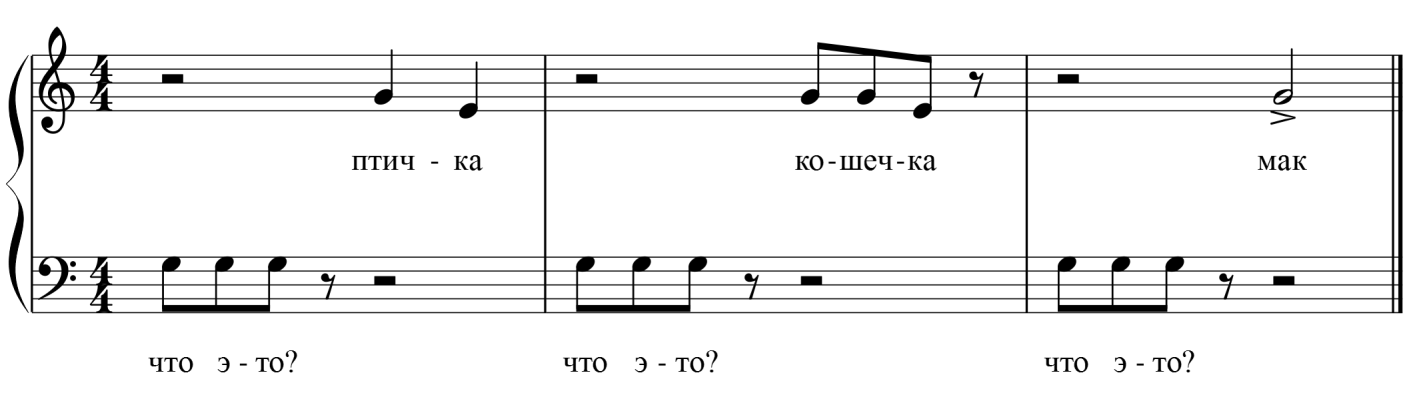 птич - ка ко-шеч-ка мак
что э - то? что э - то? что э - то?